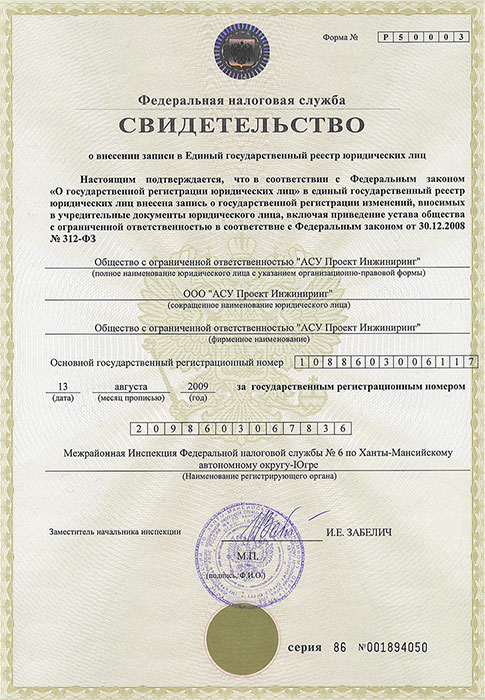 Форма № Р50003
Федеральная налоговая служба
СВИДЕТЕЛЬСТВО
о внесении записи в Единый государственный реестр юридических лиц
Настоящим подтверждается, что в соответствии с Федеральным законом
«О государственной регистрации юридических лиц» в единый государственный реестр
юридических лиц внесена запись о государственной регистрации изменений, вносимых
в учредительные документы юридического лица, включая приведение устава общества
с ограниченной ответственностью в соответствие с Федеральным законом от 30.12.2008
№ 312-ФЗ
Общество с ограниченной ответственностью "АСУ Проект Инжиниринг"
(полное наименование юридического лица с указанием организационно-правовой формы)
ООО "АСУ Проект Инжиниринг"
(сокращенное наименование юридического лица)
Общество с ограниченной ответственностью "АСУ Проект Инжиниринг"
(фирменное наименование)
Основной государственный регистрационный номер 1088603006117
13 августа 2009 за государственным регистрационным номером
(дата) (месяц прописью) (год)
2098603067836
Межрайонная Инспекция Федеральной налоговой службы № 6 по Ханты-Мансийскому
автономному округу-Югре
(Наименование регистрирующего органа)
Заместитель начальника инспекции И.Е. ЗАБЕЛИЧ
М.П.
(подпись, Ф.И.О.)
серия 86 №001894050